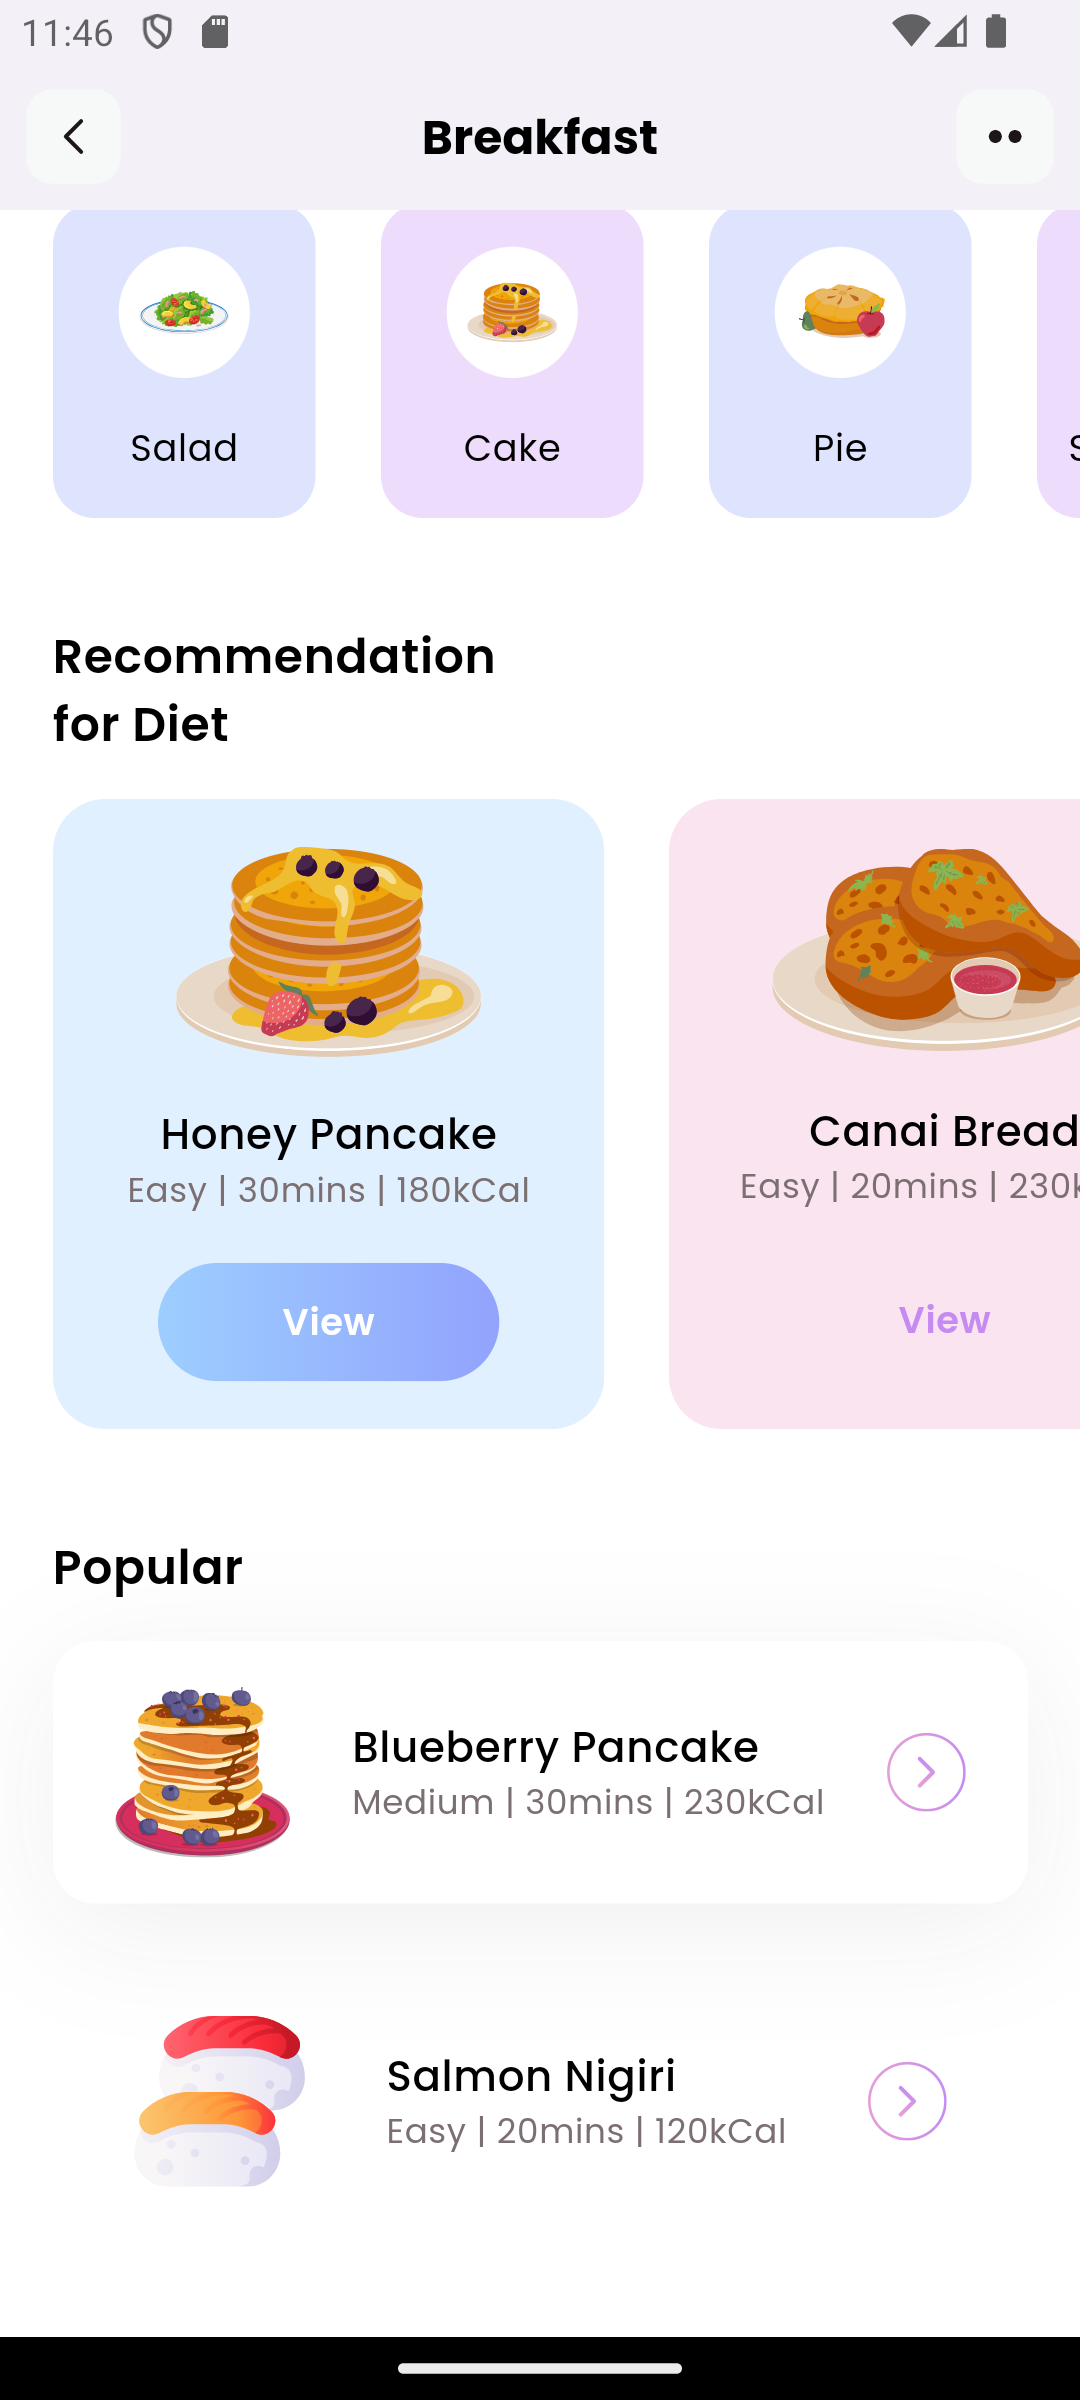 11:46
Breakfast
Salad
Cake
Pie
S
Recommendation
for Diet
Honey Pancake
Easy | 30mins | 180kCal
View
Canai Bread
Easy | 20mins | 230k
View
Popular
Blueberry Pancake
Medium | 30mins | 230kCal
Salmon Nigiri
Easy | 20mins | 120kCal